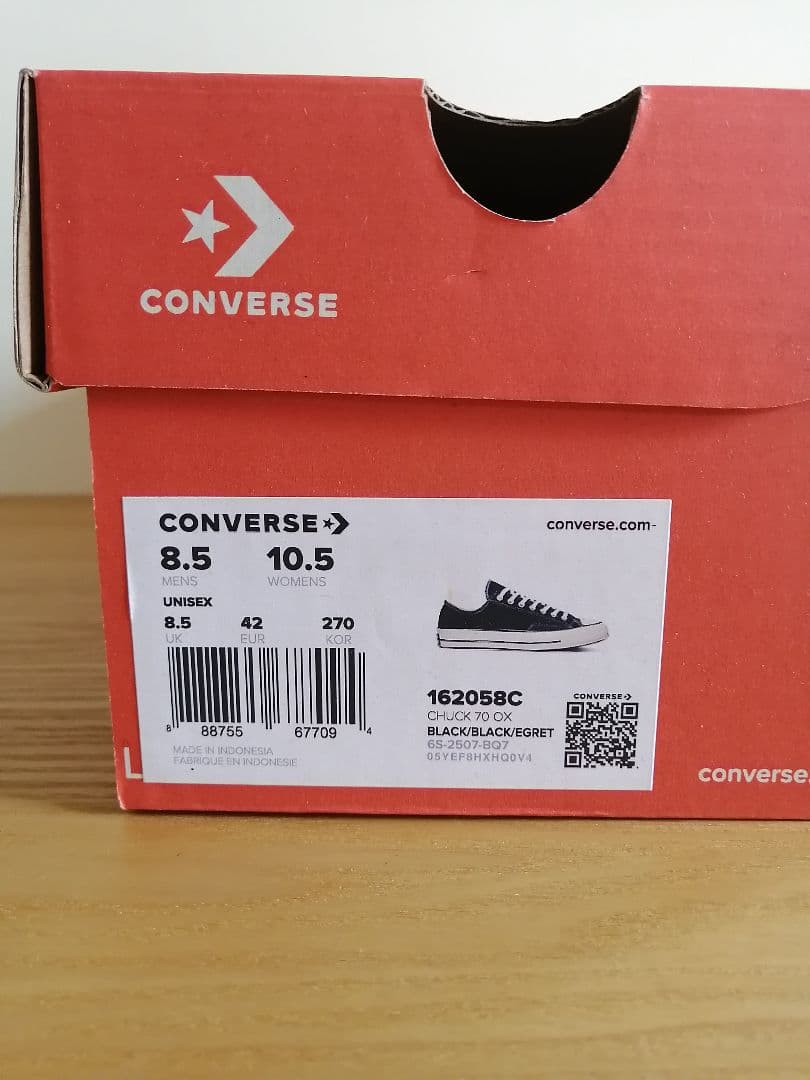 CONVERSE
CONVERSE
converse.com
8.5 10.5
MENS WOMENS
UNISEX
8.5 42 270
UK EUR KOR
8 88755 67709 4
MADE IN INDONESIA
FABRIQUE EN INDONESIE
162058C
CHUCK 70 OX
BLACK/BLACK/EGRET
6S-2507-BQ7
05YEF8HXHQ0V4
CONVERSE
L
converse.